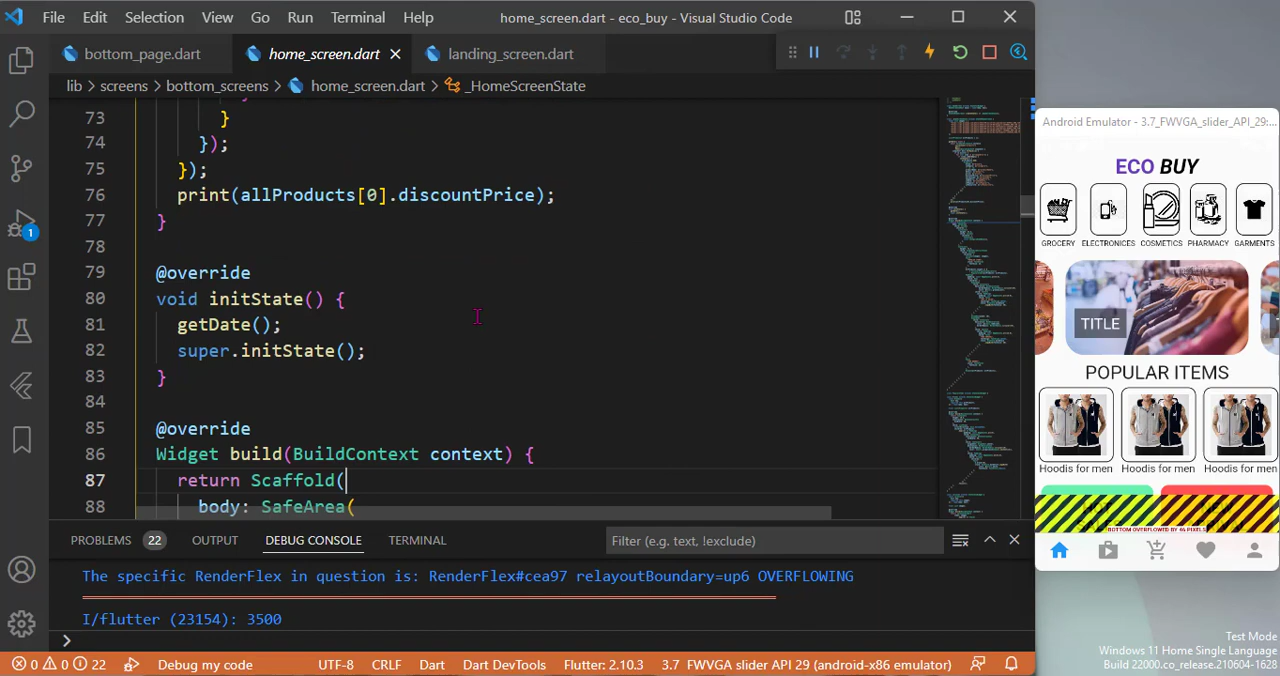 File Edit Selection View Go Run Terminal Help home_screen.dart - eco_buy - Visual Studio Code
bottom_page.dart home_screen.dart landing_screen.dart
lib > screens > bottom_screens > home_screen.dart > _HomeScreenState
73 }
74 });
75 });
76 print(allProducts[0].discountPrice);
77 }
78
79 @override
80 void initState() {
81 getDate();
82 super.initState();
83 }
84
85 @override
86 Widget build(BuildContext context) {
87 return Scaffold(
88 body: SafeArea(
PROBLEMS 22 OUTPUT DEBUG CONSOLE TERMINAL Filter (e.g. text, !exclude)
The specific RenderFlex in question is: RenderFlex#cea97 relayoutBoundary=up6 OVERFLOWING
I/flutter (23154): 3500
>
1
0 0 22 Debug my code UTF-8 CRLF Dart Dart DevTools Flutter: 2.10.3 3.7 FWVGA slider API 29 (android-x86 emulator)
Android Emulator - 3.7_FWVGA_slider_API_29:...
ECO BUY
GROCERY ELECTRONICES COSMETICS PHARMACY GARMENTS
TITLE
POPULAR ITEMS
Hoodis for men Hoodis for men Hoodis for men
BOTTOM OVERFLOWED BY 46 PIXELS
Test Mode
Windows 11 Home Single Language
Build 22000.co_release.210604-1628